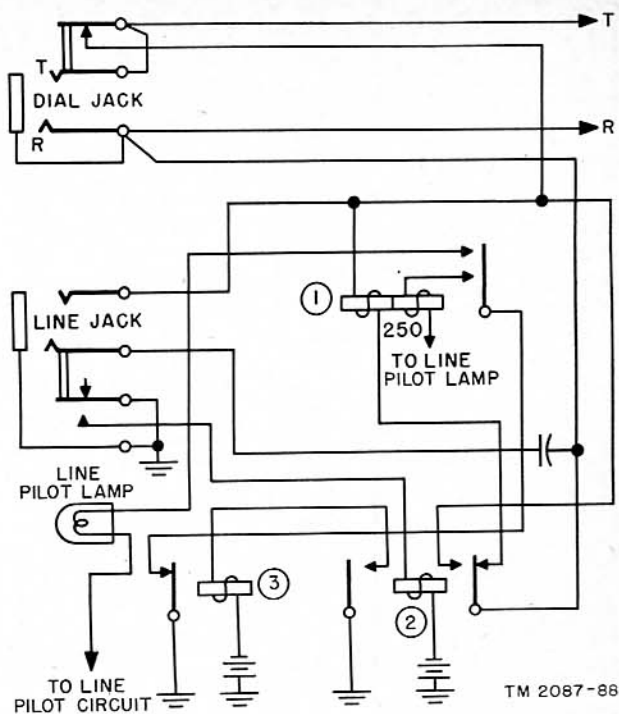 T
T
DIAL JACK
R
R
1
LINE JACK
250
TO LINE
PILOT LAMP
LINE
PILOT LAMP
3
2
TO LINE
PILOT CIRCUIT
TM 2087-88